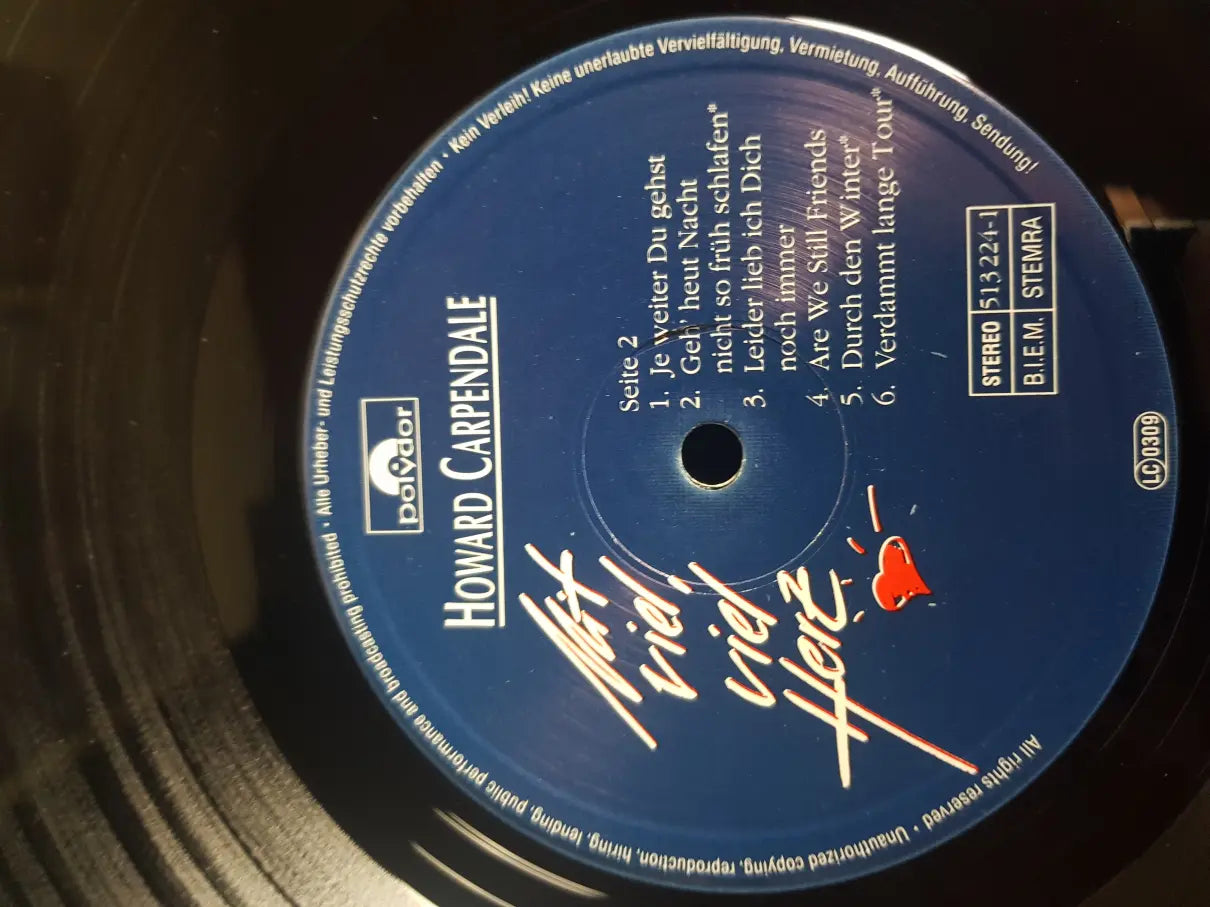 Alle Urheber- und Leistungsschutzrechte vorbehalten · Kein Verleih! Keine unerlaubte Vervielfältigung, Vermietung, Aufführung, Sendung!
polydor
HOWARD CARPENDALE
Mit
viel,
viel
Herz
Seite 2
1. Je weiter Du gehst
2. Geh' heut Nacht
nicht so früh schlafen*
3. Leider lieb ich Dich
noch immer
4. Are We Still Friends
5. Durch den Winter*
6. Verdammt lange Tour*
STEREO 513 224-1
B.I.E.M. STEMRA
LC 0309
All rights reserved · Unauthorized copying, reproduction, hiring, lending, public performance and broadcasting prohibited ·